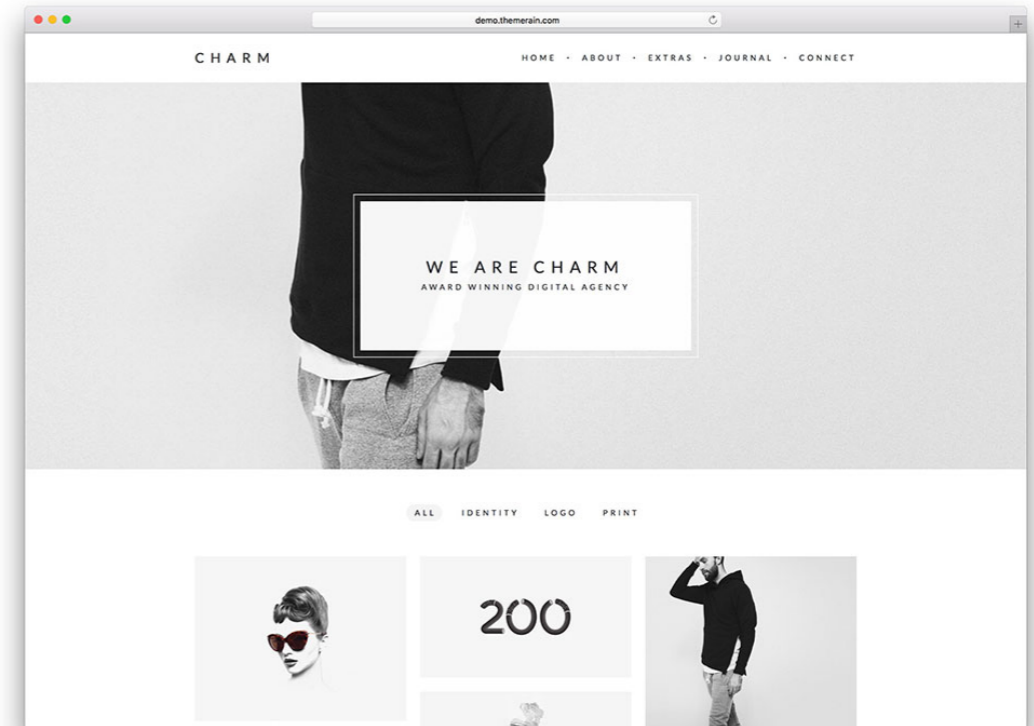 demo.themerain.com
CHARM
HOME · ABOUT · EXTRAS · JOURNAL · CONNECT
WE ARE CHARM
AWARD WINNING DIGITAL AGENCY
ALL IDENTITY LOGO PRINT
200